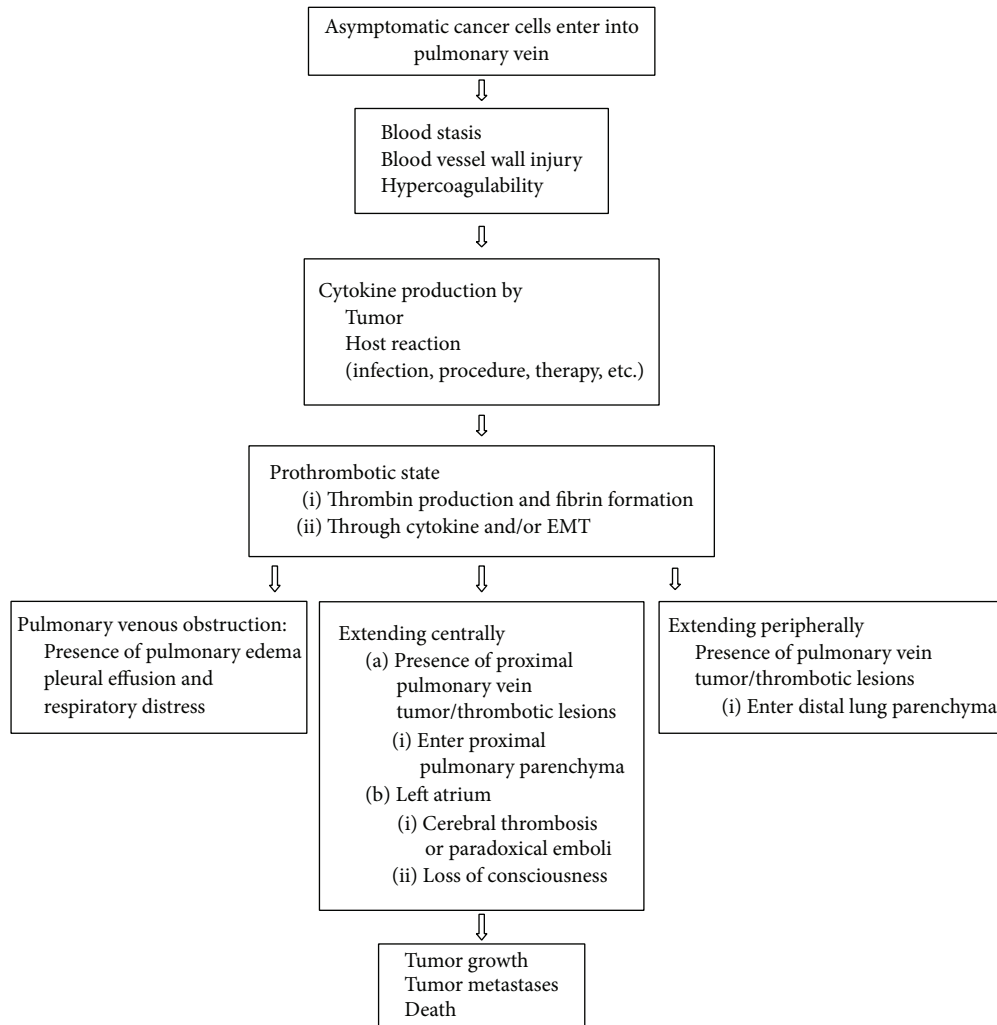 Asymptomatic cancer cells enter into
pulmonary vein
Blood stasis
Blood vessel wall injury
Hypercoagulability
Cytokine production by
Tumor
Host reaction
(infection, procedure, therapy, etc.)
Prothrombotic state
(i) Thrombin production and fibrin formation
(ii) Through cytokine and/or EMT
Pulmonary venous obstruction:
Presence of pulmonary edema
pleural effusion and
respiratory distress
Extending centrally
(a) Presence of proximal
pulmonary vein
tumor/thrombotic lesions
(i) Enter proximal
pulmonary parenchyma
(b) Left atrium
(i) Cerebral thrombosis
or paradoxical emboli
(ii) Loss of consciousness
Extending peripherally
Presence of pulmonary vein
tumor/thrombotic lesions
(i) Enter distal lung parenchyma
Tumor growth
Tumor metastases
Death